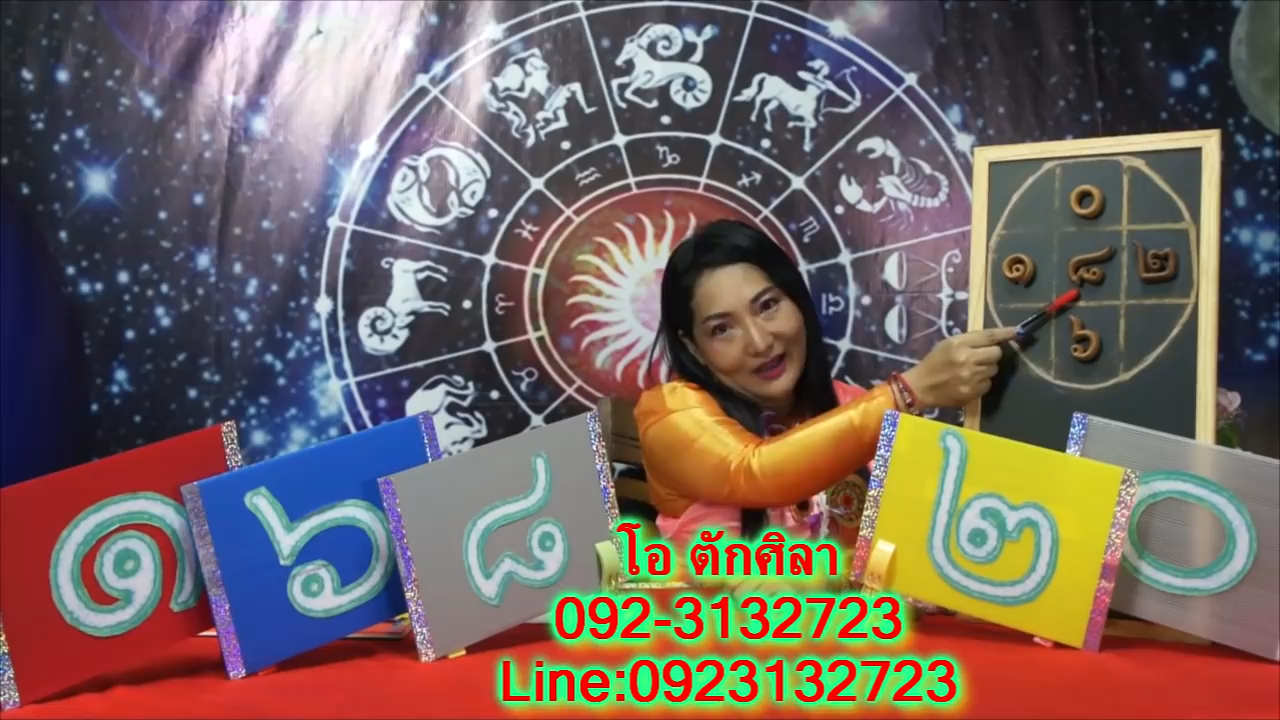 ๐
๑ ๘ ๒
๖
๑ ๖ ๘ ๒ ๐
โอ ตักศิลา
092-3132723
Line:0923132723